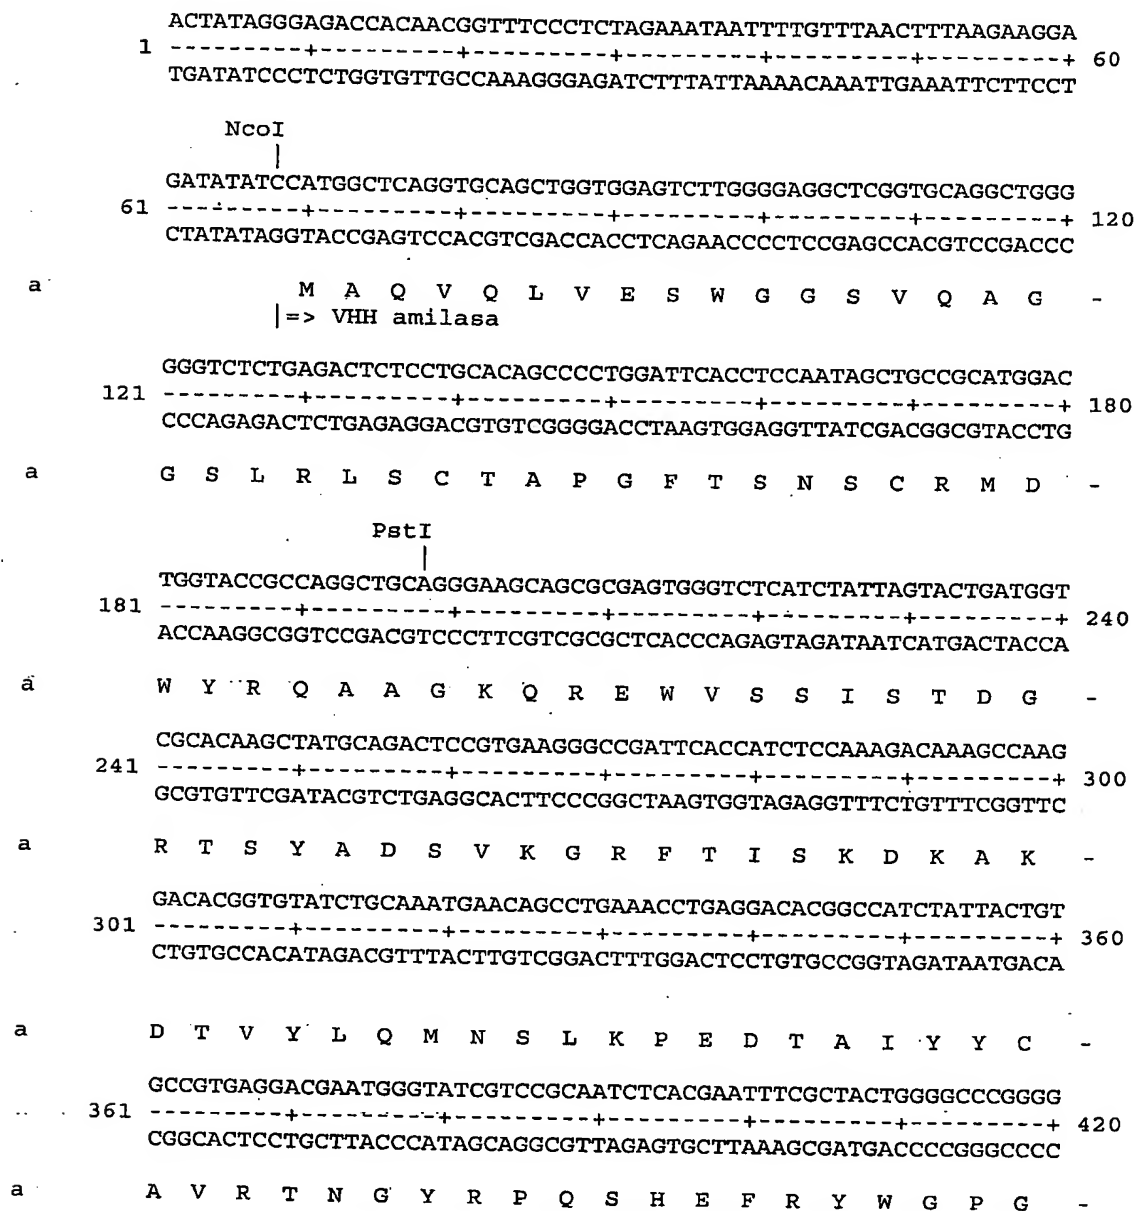 ACTATAGGGAGACCACAACGGTTTCCCTCTAGAAATAATTTTGTTTAACTTTAAGAAGGA
1 ---------+---------+---------+---------+---------+---------+ 60
TGATATCCCTCTGGTGTTGCCAAAGGGAGATCTTTATTAAAACAAATTGAAATTCTTCCT
NcoI
|
GATATATCCATGGCTCAGGTGCAGCTGGTGGAGTCTTGGGGAGGCTCGGTGCAGGCTGGG
61 ---------+---------+---------+---------+---------+---------+ 120
CTATATAGGTACCGAGTCCACGTCGACCACCTCAGAACCCCTCCGAGCCACGTCCGACCC
a M A Q V Q L V E S W G G S V Q A G -
|=> VHH amilasa
GGGTCTCTGAGACTCTCCTGCACAGCCCCTGGATTCACCTCCAATAGCTGCCGCATGGAC
121 ---------+---------+---------+---------+---------+---------+ 180
CCCAGAGACTCTGAGAGGACGTGTCGGGGACCTAAGTGGAGGTTATCGACGGCGTACCTG
a G S L R L S C T A P G F T S N S C R M D -
PstI
|
TGGTACCGCCAGGCTGCAGGGAAGCAGCGCGAGTGGGTCTCATCTATTAGTACTGATGGT
181 ---------+---------+---------+---------+---------+---------+ 240
ACCAAGGCGGTCCGACGTCCCTTCGTCGCGCTCACCCAGAGTAGATAATCATGACTACCA
a W Y R Q A A G K Q R E W V S S I S T D G -
CGCACAAGCTATGCAGACTCCGTGAAGGGCCGATTCACCATCTCCAAAGACAAAGCCAAG
241 ---------+---------+---------+---------+---------+---------+ 300
GCGTGTTCGATACGTCTGAGGCACTTCCCGGCTAAGTGGTAGAGGTTTCTGTTTCGGTTC
a R T S Y A D S V K G R F T I S K D K A K -
GACACGGTGTATCTGCAAATGAACAGCCTGAAACCTGAGGACACGGCCATCTATTACTGT
301 ---------+---------+---------+---------+---------+---------+ 360
CTGTGCCACATAGACGTTTACTTGTCGGACTTTGGACTCCTGTGCCGGTAGATAATGACA
a D T V Y L Q M N S L K P E D T A I Y Y C -
GCCGTGAGGACGAATGGGTATCGTCCGCAATCTCACGAATTTCGCTACTGGGGCCCGGGG
361 ---------+---------+---------+---------+---------+---------+ 420
CGGCACTCCTGCTTACCCATAGCAGGCGTTAGAGTGCTTAAAGCGATGACCCCGGGCCCC
a A V R T N G Y R P Q S H E F R Y W G P G -